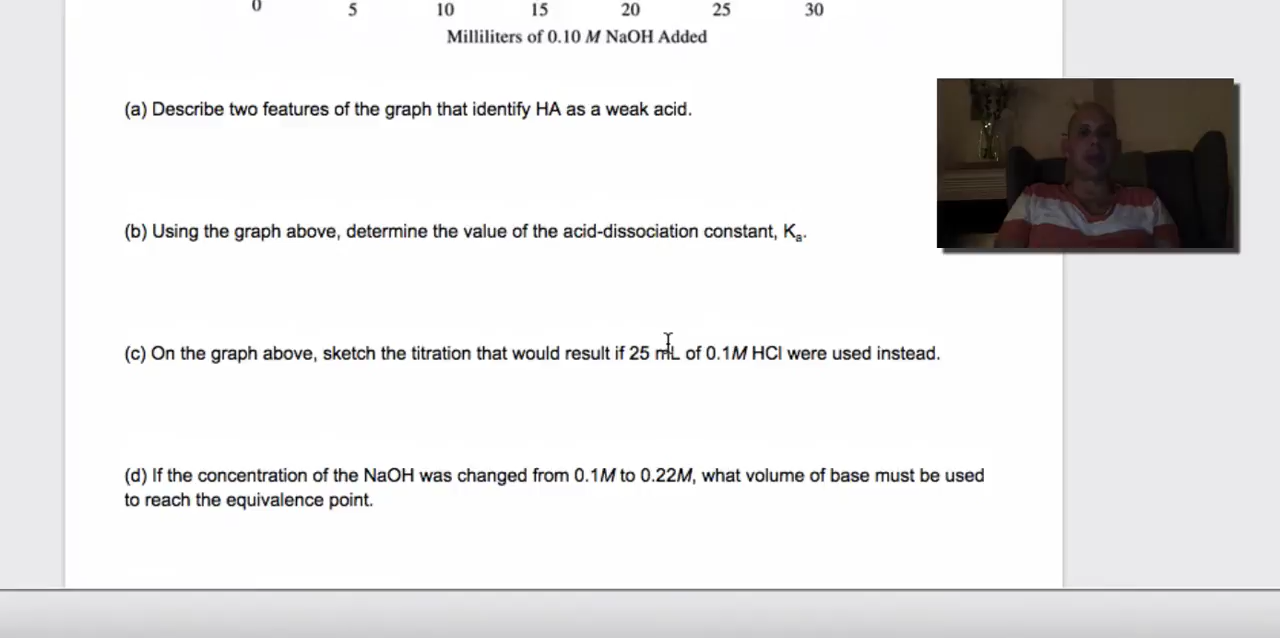 0 5 10 15 20 25 30
Milliliters of 0.10 M NaOH Added
(a) Describe two features of the graph that identify HA as a weak acid.
(b) Using the graph above, determine the value of the acid-dissociation constant, Kₐ.
(c) On the graph above, sketch the titration that would result if 25 mL of 0.1M HCl were used instead.
(d) If the concentration of the NaOH was changed from 0.1M to 0.22M, what volume of base must be used
to reach the equivalence point.